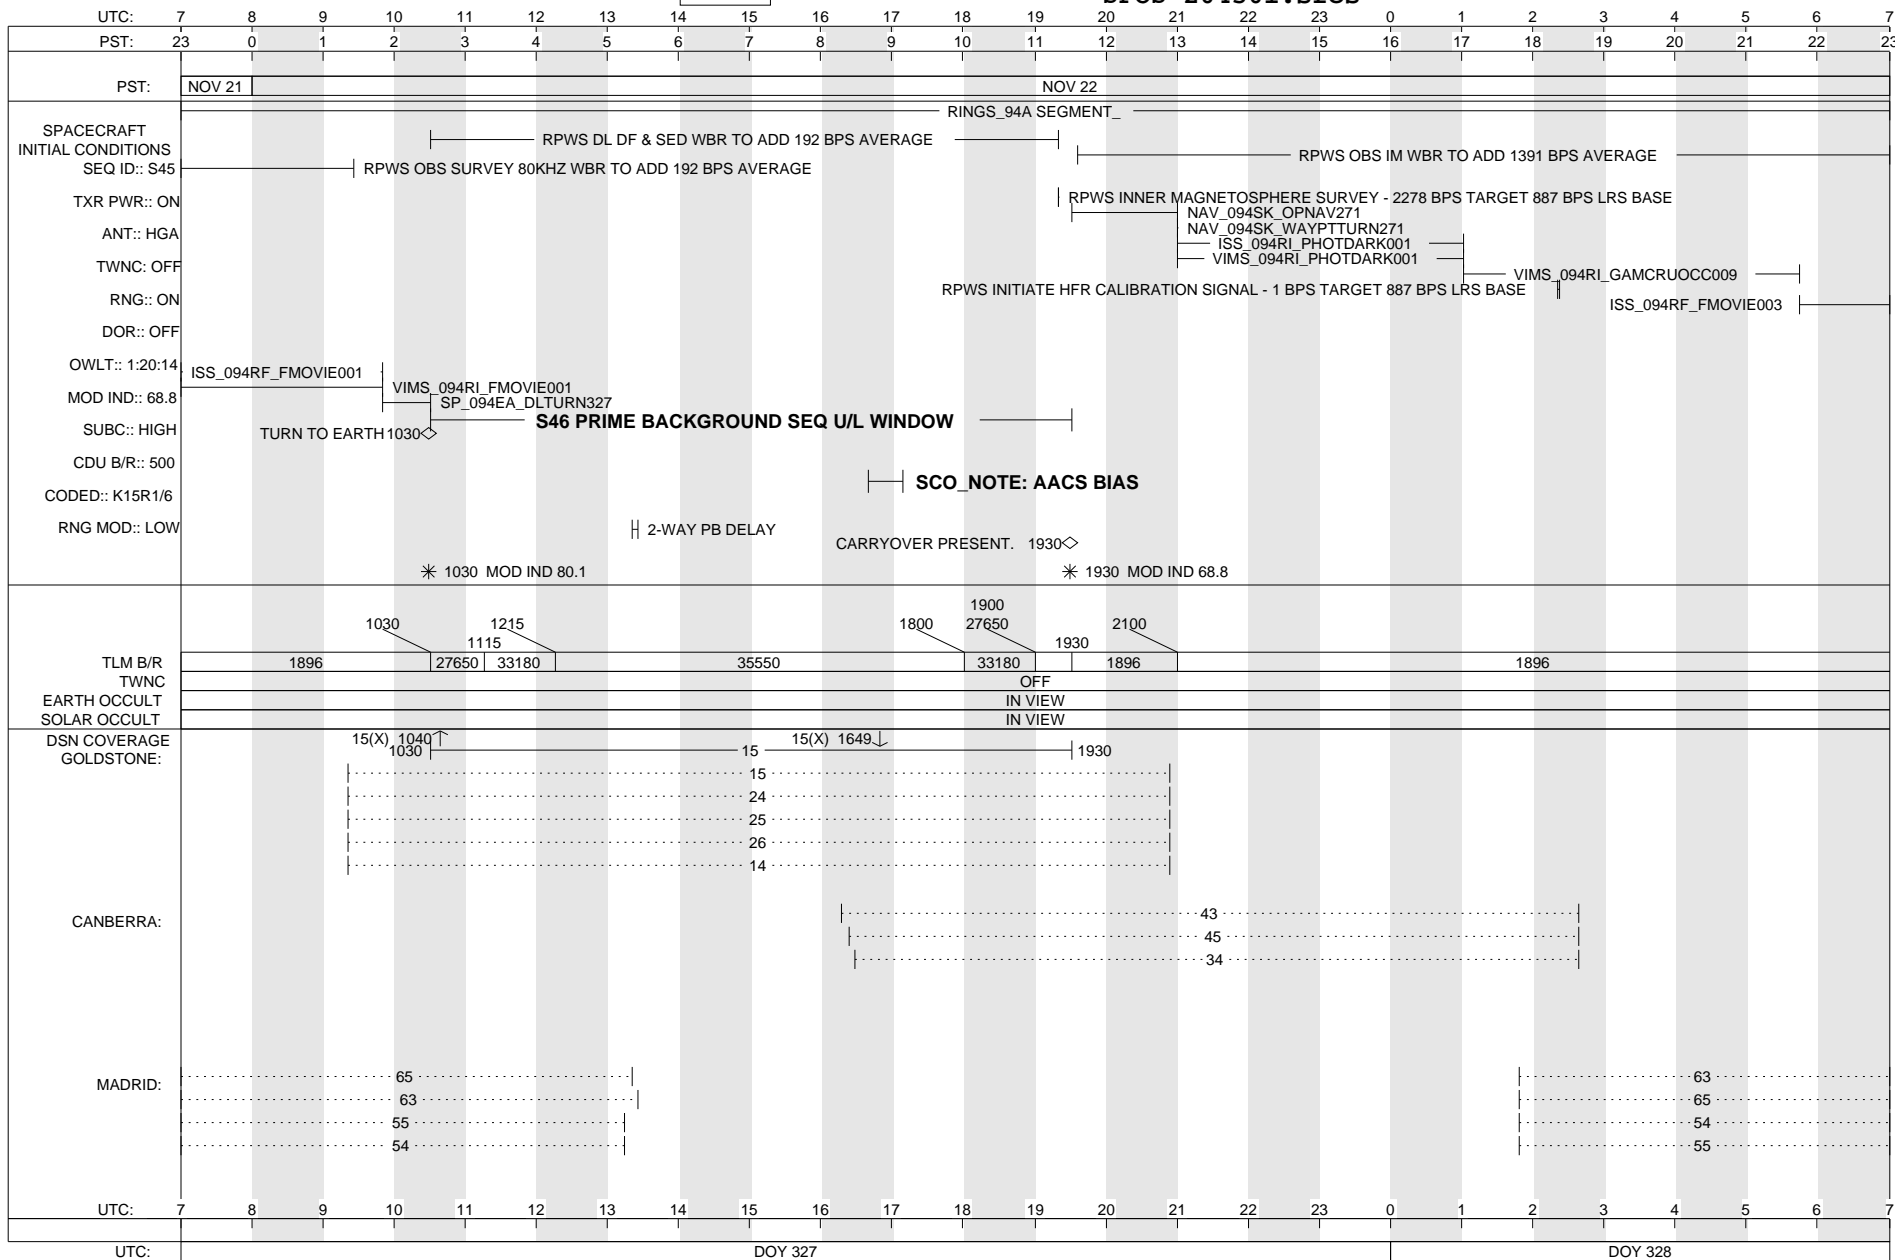 UTC: 7 8 9 10 11 12 13 14 15 16 17 18 19 20 21 22 23 0 1 2 3 4 5 6 7
PST: 23 0 1 2 3 4 5 6 7 8 9 10 11 12 13 14 15 16 17 18 19 20 21 22 23
PST: NOV 21 NOV 22
RINGS_94A SEGMENT_
SPACECRAFT
INITIAL CONDITIONS
RPWS DL DF & SED WBR TO ADD 192 BPS AVERAGE
RPWS OBS IM WBR TO ADD 1391 BPS AVERAGE
SEQ ID:: S45
RPWS OBS SURVEY 80KHZ WBR TO ADD 192 BPS AVERAGE
TXR PWR:: ON
RPWS INNER MAGNETOSPHERE SURVEY - 2278 BPS TARGET 887 BPS LRS BASE
NAV_094SK_OPNAV271
ANT:: HGA
NAV_094SK_WAYPTTURN271
ISS_094RI_PHOTDARK001
VIMS_094RI_PHOTDARK001
TWNC: OFF
VIMS_094RI_GAMCRUOCC009
RPWS INITIATE HFR CALIBRATION SIGNAL - 1 BPS TARGET 887 BPS LRS BASE
RNG:: ON
ISS_094RF_FMOVIE003
DOR:: OFF
OWLT:: 1:20:14
ISS_094RF_FMOVIE001
VIMS_094RI_FMOVIE001
MOD IND:: 68.8
SP_094EA_DLTURN327
S46 PRIME BACKGROUND SEQ U/L WINDOW
SUBC:: HIGH
TURN TO EARTH 1030
CDU B/R:: 500
SCO_NOTE: AACS BIAS
CODED:: K15R1/6
RNG MOD:: LOW
2-WAY PB DELAY
CARRYOVER PRESENT. 1930
1030 MOD IND 80.1
1930 MOD IND 68.8
1900
1030 1215 1800 27650 2100
1115 1930
TLM B/R 1896 27650 33180 35550 33180 1896 1896
TWNC OFF
EARTH OCCULT IN VIEW
SOLAR OCCULT IN VIEW
DSN COVERAGE
15(X) 1040 15(X) 1649
GOLDSTONE: 1030 15 1930
15
24
25
26
14
CANBERRA: 43
45
34
MADRID: 65 63
63 65
55 54
54 55
UTC: 7 8 9 10 11 12 13 14 15 16 17 18 19 20 21 22 23 0 1 2 3 4 5 6 7
UTC: DOY 327 DOY 328